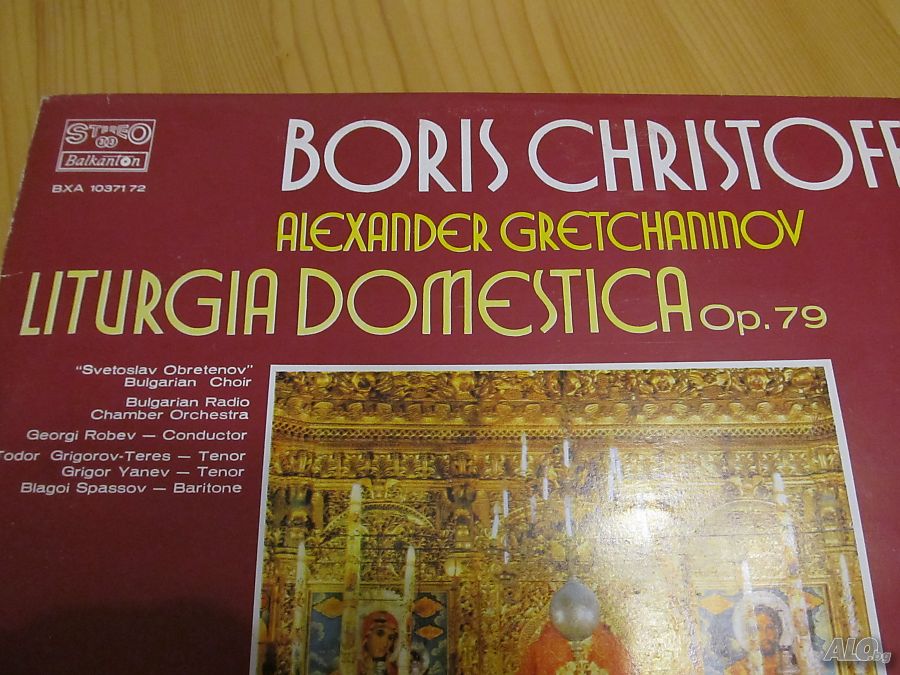 STEREO
33
Balkanton
BXA 10371 72
BORIS CHRISTOFF
ALEXANDER GRETCHANINOV
LITURGIA DOMESTICA Op.79
"Svetoslav Obretenov"
Bulgarian Choir
Bulgarian Radio
Chamber Orchestra
Georgi Robev — Conductor
Todor Grigorov-Teres — Tenor
Grigor Yanev — Tenor
Blagoi Spassov — Baritone
ALO.bg